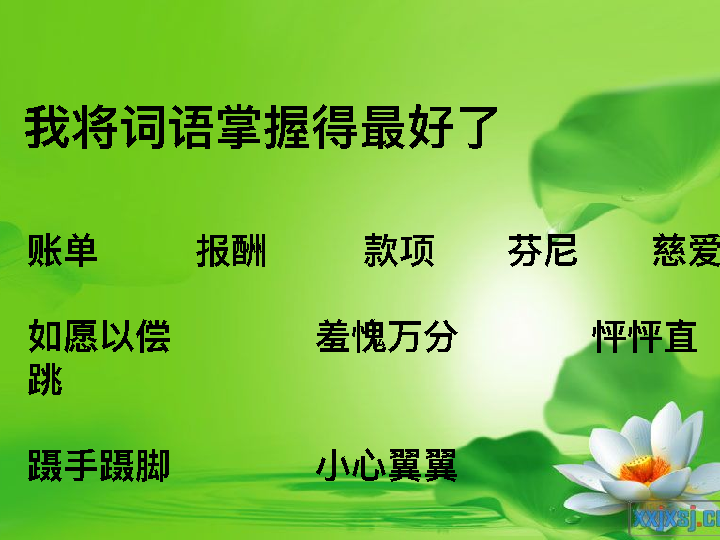 我将词语掌握得最好了
账单 报酬 款项 芬尼 慈爱
如愿以偿 羞愧万分 怦怦直
跳
蹑手蹑脚 小心翼翼
xxjxsj.c